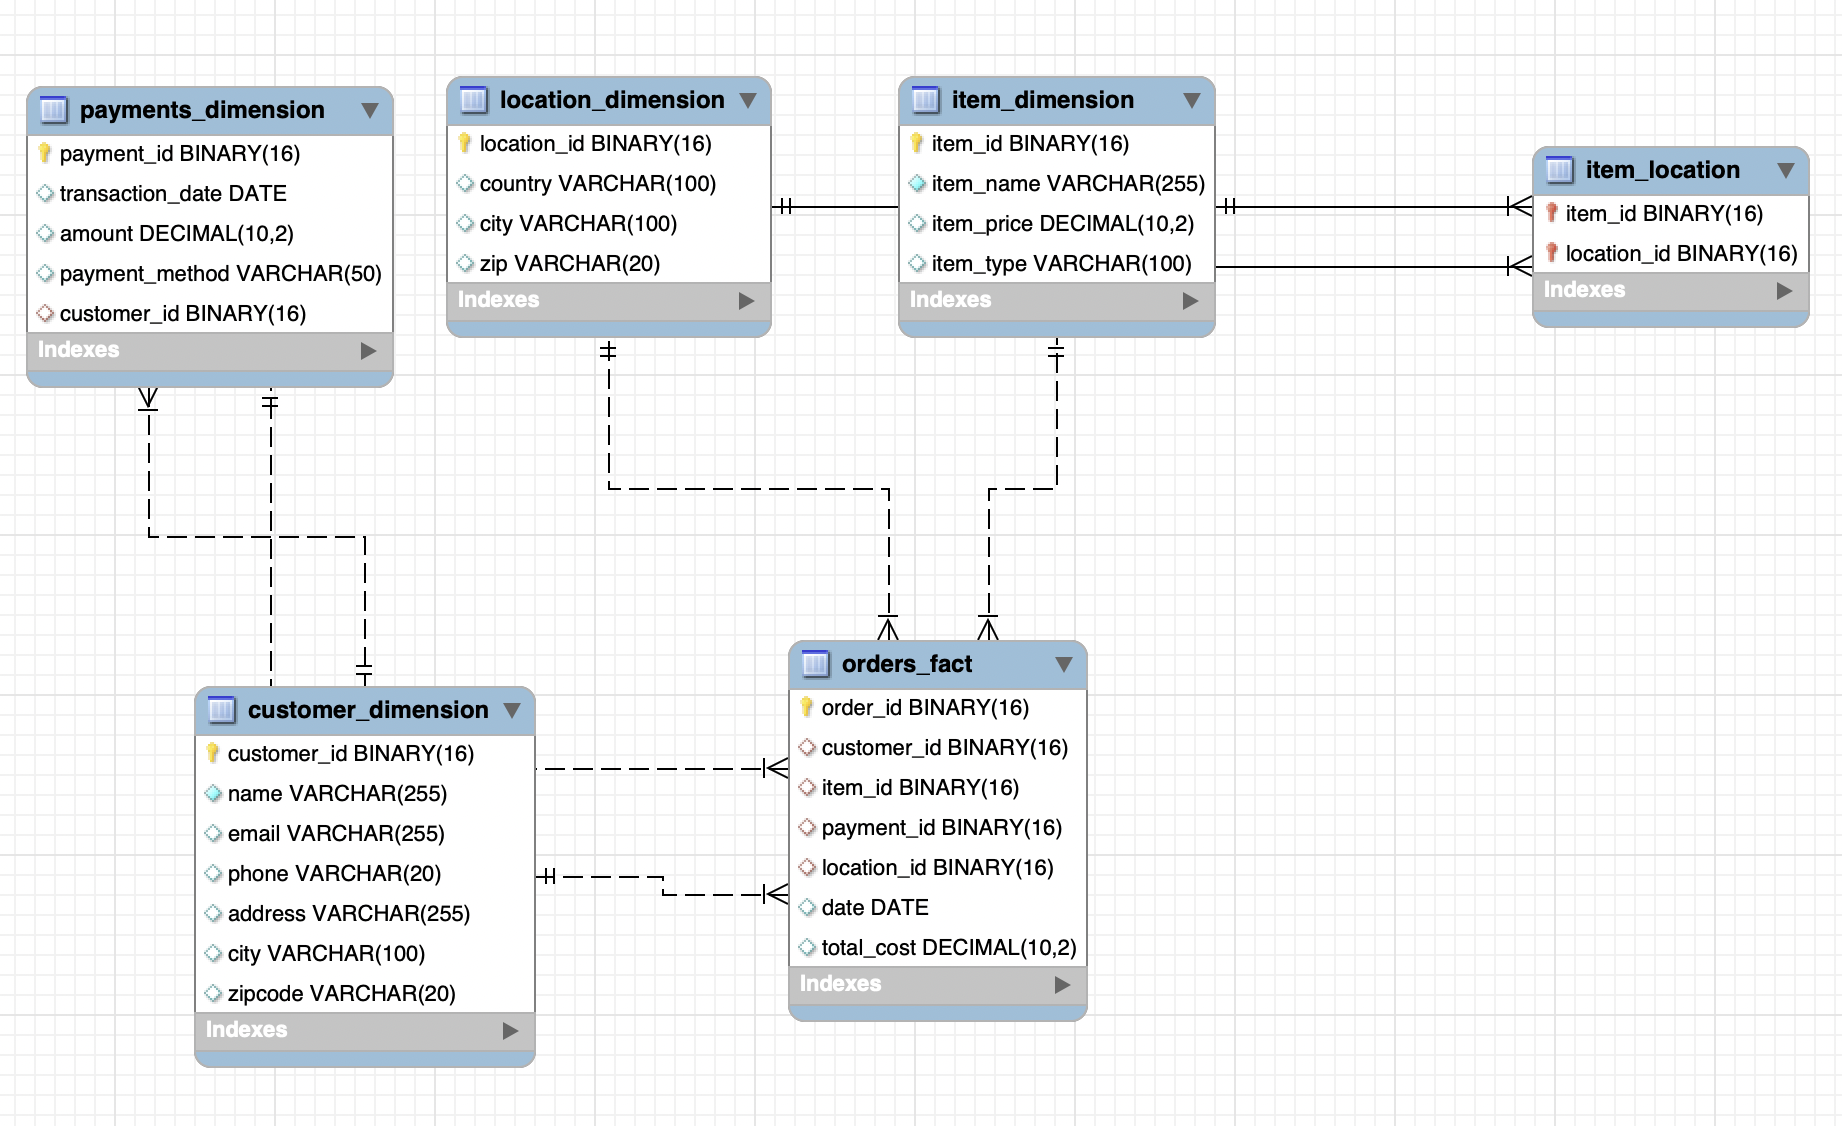 payments_dimension
payment_id BINARY(16)
transaction_date DATE
amount DECIMAL(10,2)
payment_method VARCHAR(50)
customer_id BINARY(16)
Indexes
location_dimension
location_id BINARY(16)
country VARCHAR(100)
city VARCHAR(100)
zip VARCHAR(20)
Indexes
item_dimension
item_id BINARY(16)
item_name VARCHAR(255)
item_price DECIMAL(10,2)
item_type VARCHAR(100)
Indexes
item_location
item_id BINARY(16)
location_id BINARY(16)
Indexes
customer_dimension
customer_id BINARY(16)
name VARCHAR(255)
email VARCHAR(255)
phone VARCHAR(20)
address VARCHAR(255)
city VARCHAR(100)
zipcode VARCHAR(20)
Indexes
orders_fact
order_id BINARY(16)
customer_id BINARY(16)
item_id BINARY(16)
payment_id BINARY(16)
location_id BINARY(16)
date DATE
total_cost DECIMAL(10,2)
Indexes